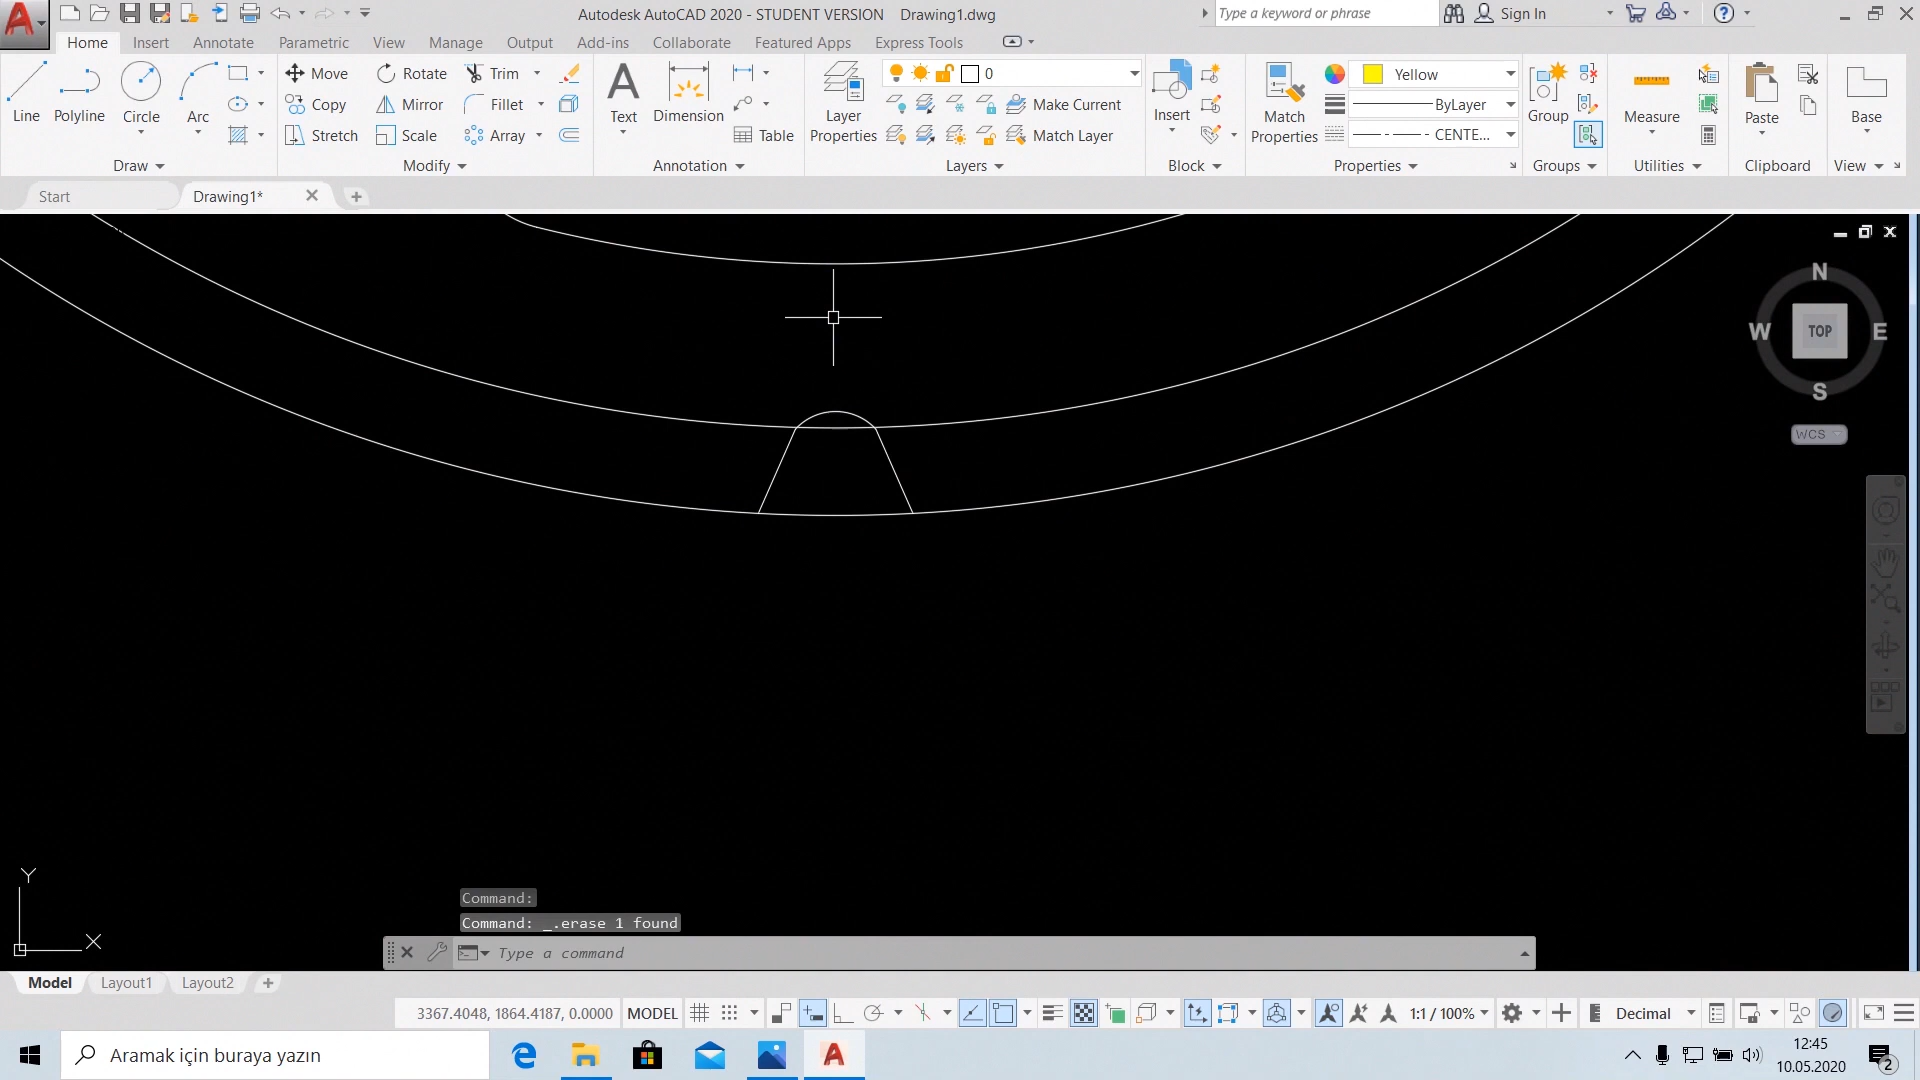 Autodesk AutoCAD 2020 - STUDENT VERSION Drawing1.dwg
Type a keyword or phrase
Sign In
Home Insert Annotate Parametric View Manage Output Add-ins Collaborate Featured Apps Express Tools
Line Polyline Circle Arc
Move Rotate Trim
Copy Mirror Fillet
Stretch Scale Array
Text Dimension Table
Layer Properties
0
Make Current
Match Layer
Insert
Match Properties
Yellow
ByLayer
CENTE...
Group
Measure
Paste
Base
Draw Modify Annotation Layers Block Properties Groups Utilities Clipboard View
Start Drawing1*
N
W TOP E
S
WCS
Y
X
Command:
Command: _.erase 1 found
Type a command
Model Layout1 Layout2
3367.4048, 1864.4187, 0.0000 MODEL 1:1 / 100% Decimal
Aramak için buraya yazın
12:45
10.05.2020
2